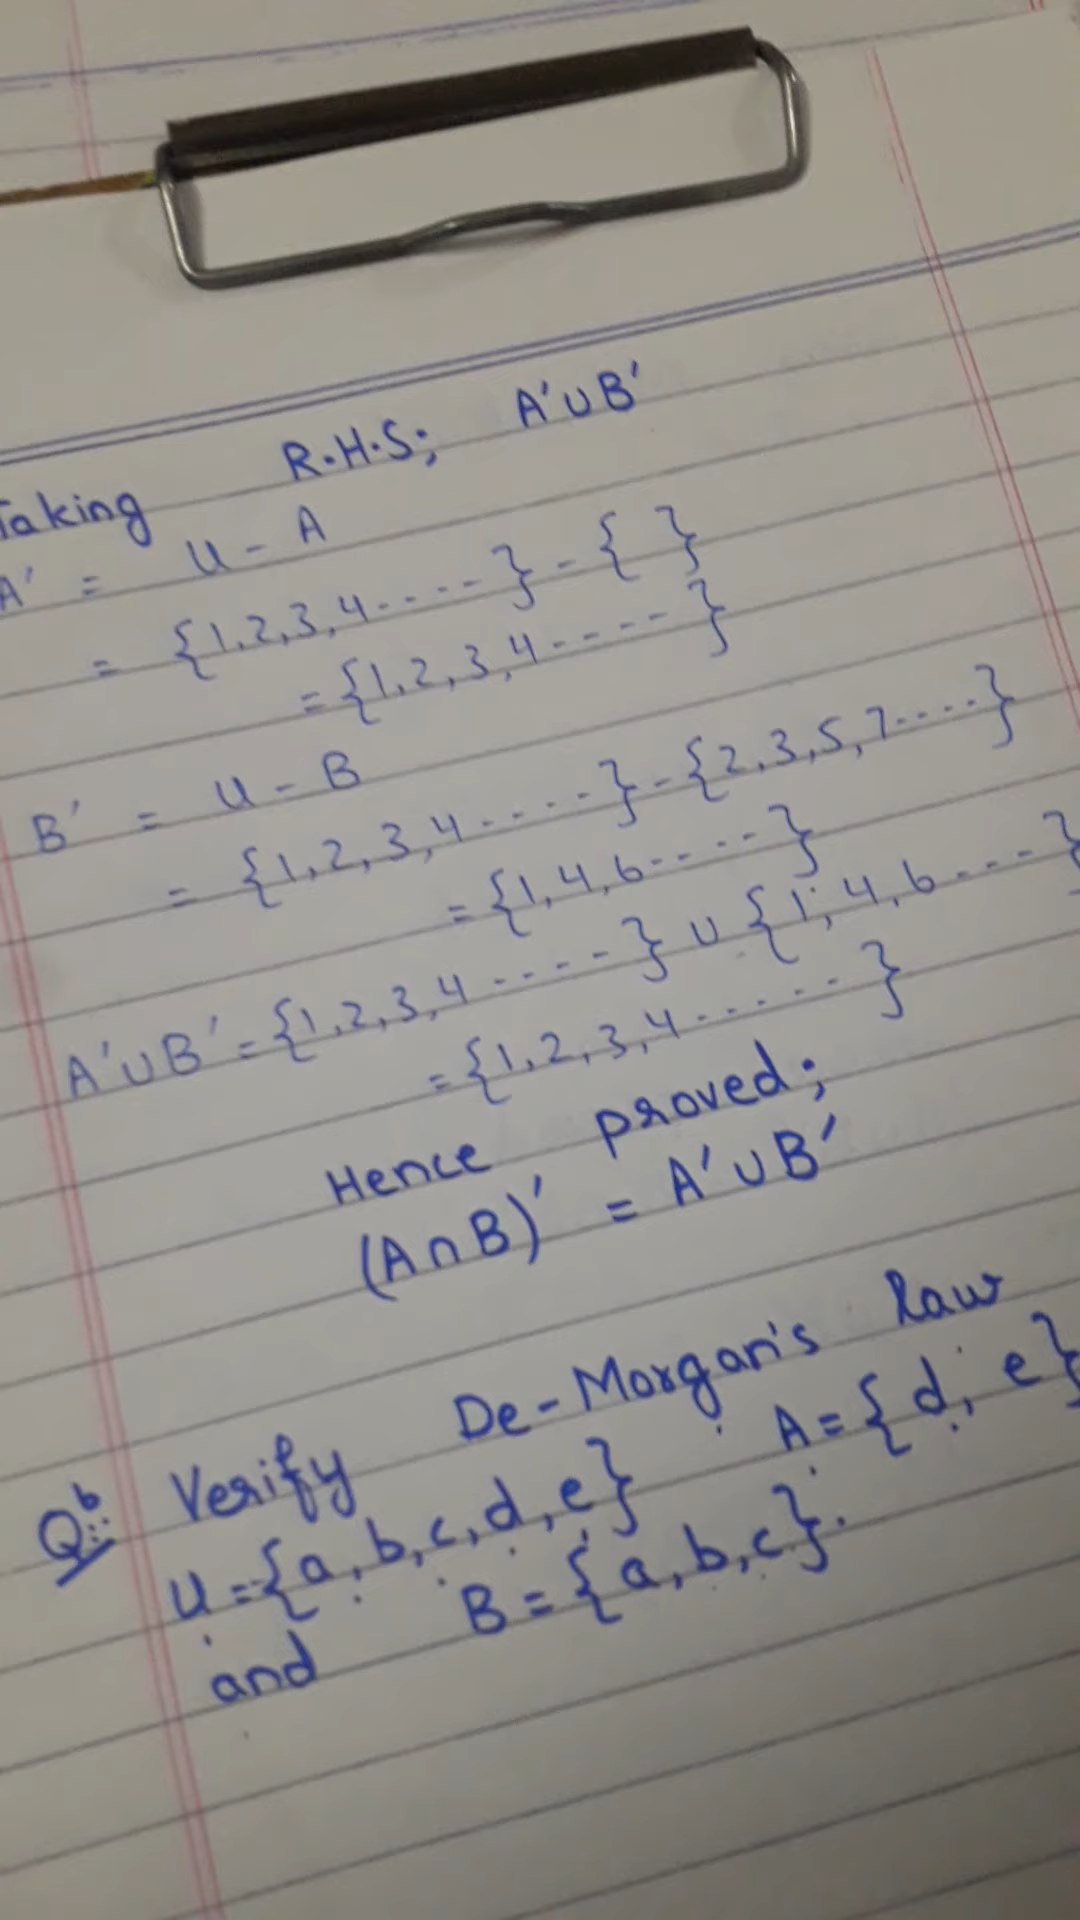 Taking R.H.S; A'∪B'
A' = U - A
= {1,2,3,4----} - { }
= {1,2,3,4-----}
B' = U - B
= {1,2,3,4-----} - {2,3,5,7----}
= {1,4,6-----}
A'∪B' = {1,2,3,4-----} ∪ {1,4,6----}
= {1,2,3,4------}
Hence proved;
(A∩B)' = A'∪B'
Qb: Verify De-Morgan's Law
U={a,b,c,d,e} A={d,e}
and B={a,b,c}.